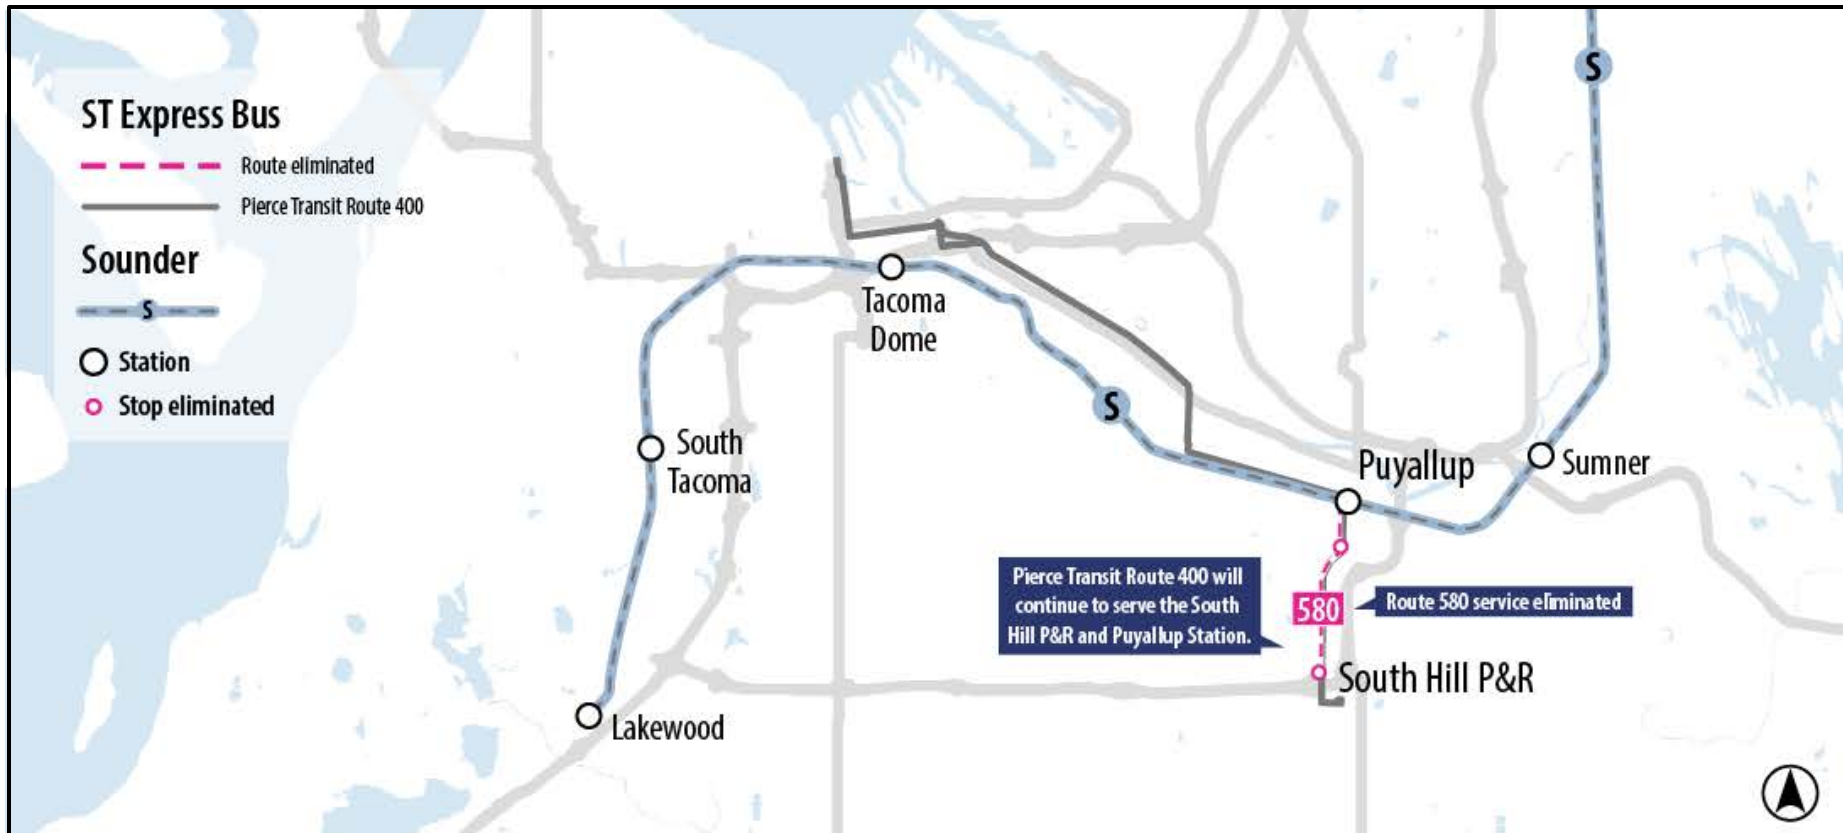 ST Express Bus
Route eliminated
Pierce Transit Route 400
Sounder
S
Station
Stop eliminated
S
Tacoma
Dome
S
South
Tacoma
Puyallup
Sumner
Pierce Transit Route 400 will
continue to serve the South
Hill P&R and Puyallup Station.
580
Route 580 service eliminated
South Hill P&R
Lakewood